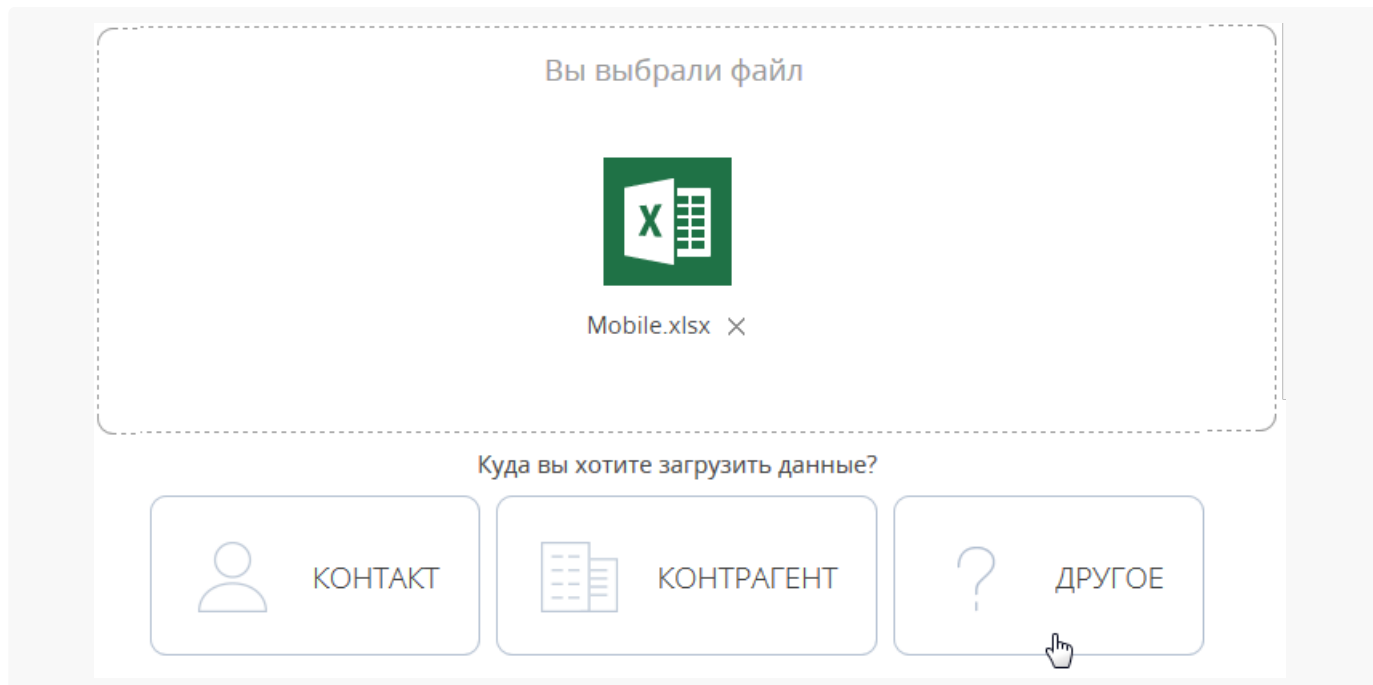 Вы выбрали файл
X
Mobile.xlsx
Куда вы хотите загрузить данные?
КОНТАКТ
КОНТРАГЕНТ
ДРУГОЕ